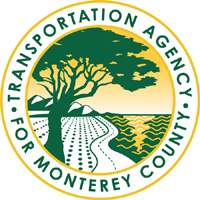 • TRANSPORTATION AGENCY •
FOR MONTEREY COUNTY